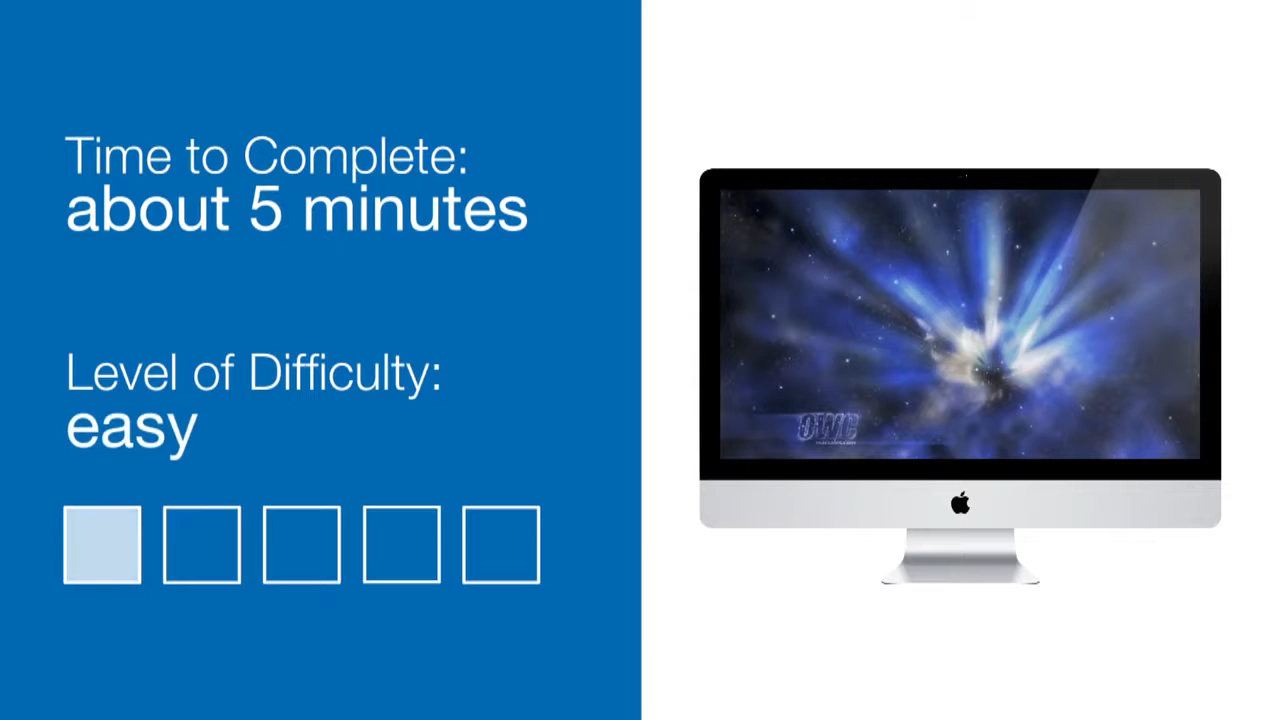 Time to Complete:
about 5 minutes
Level of Difficulty:
easy
OWC